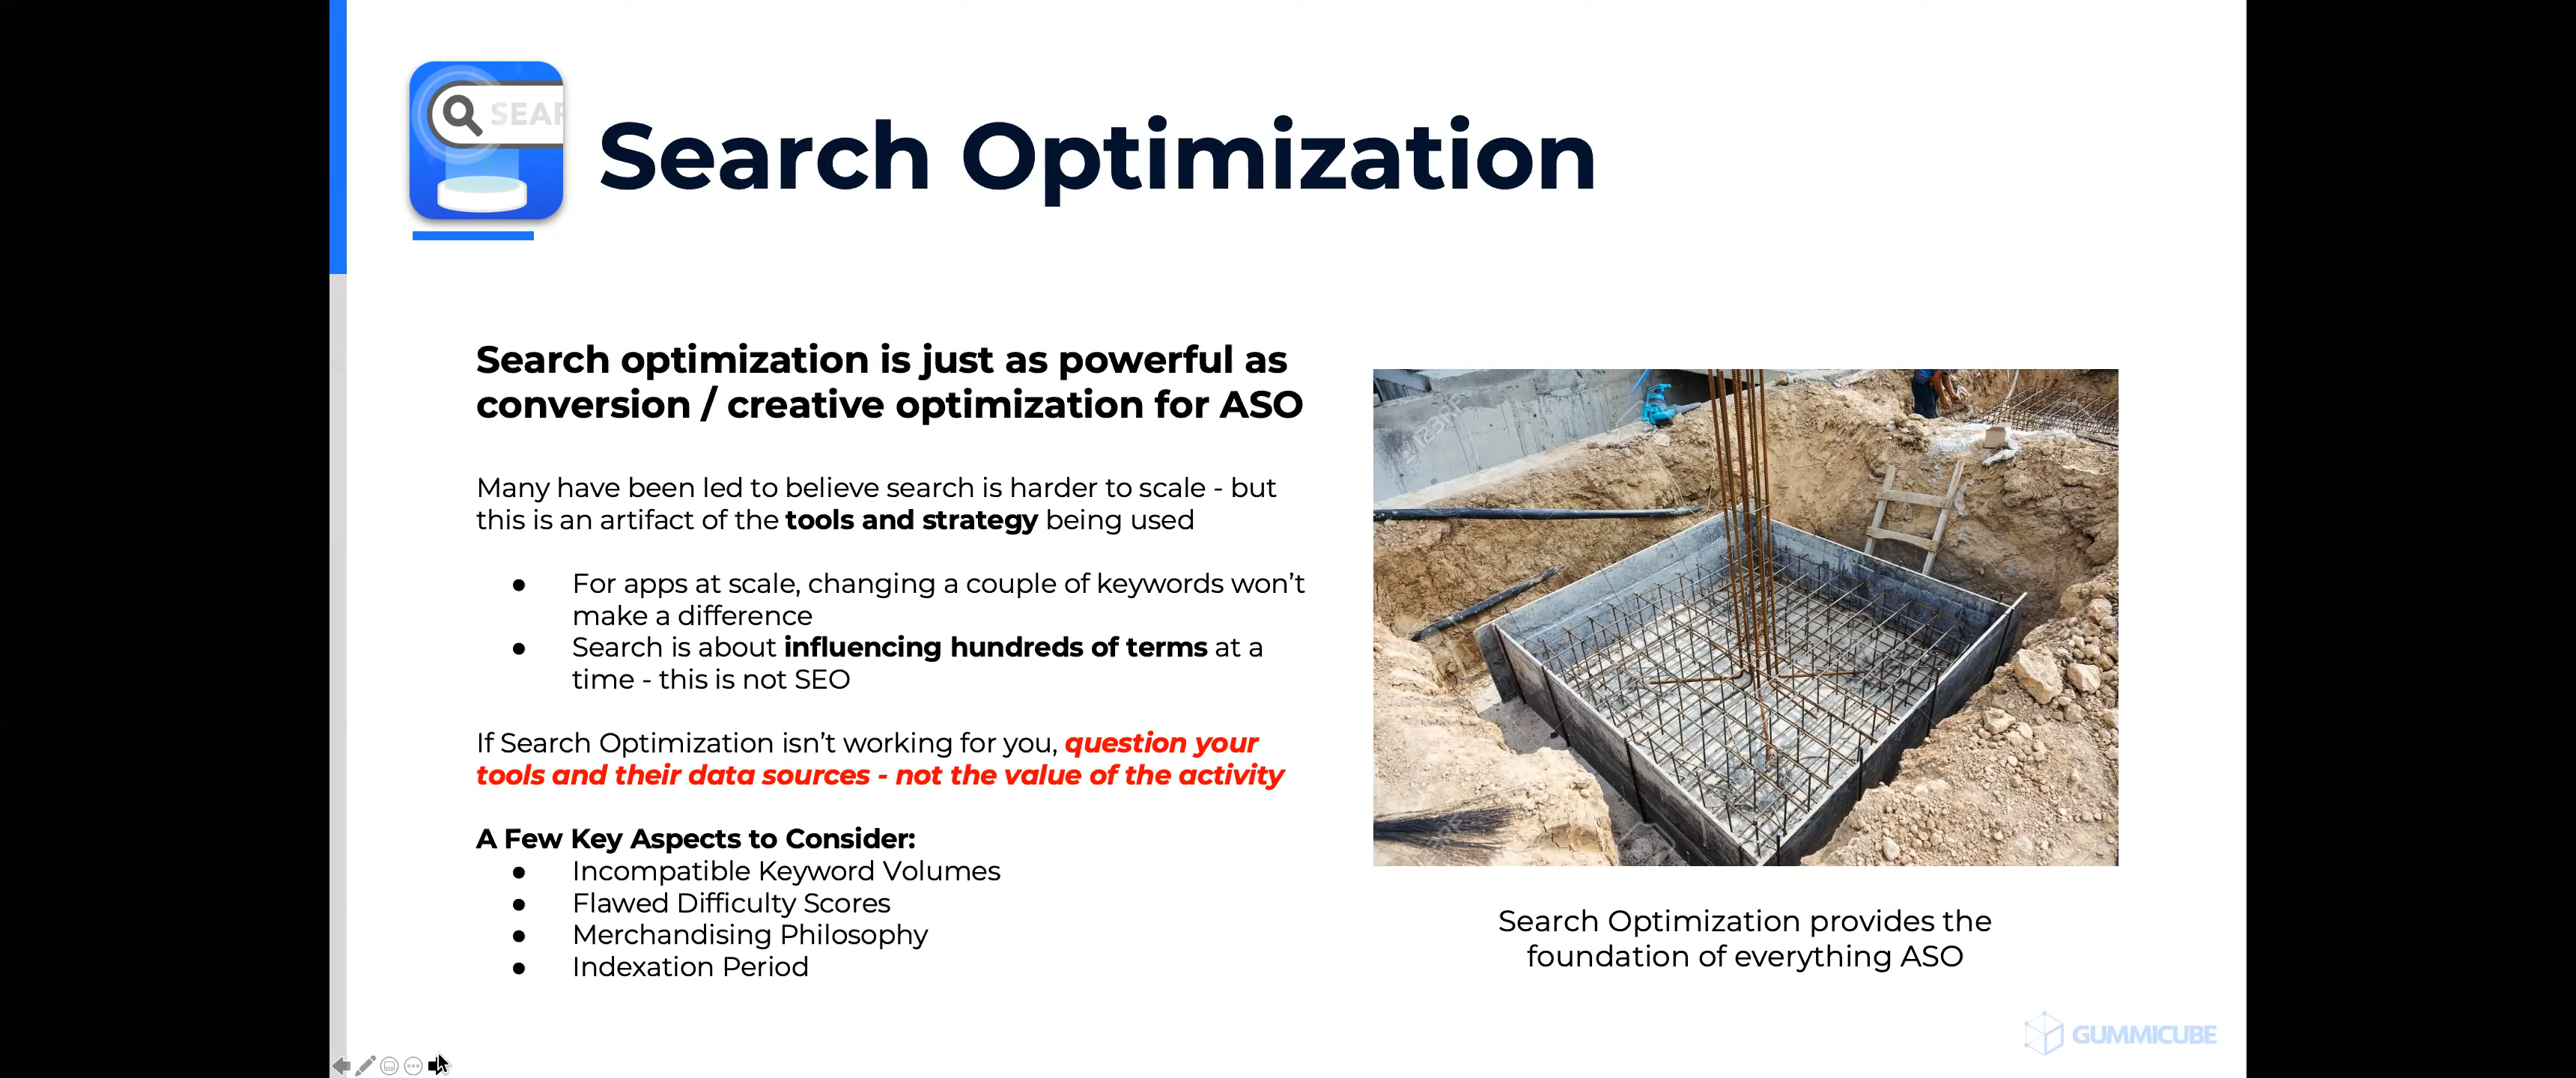 SEAR
Search Optimization
Search optimization is just as powerful as
conversion / creative optimization for ASO
Many have been led to believe search is harder to scale - but
this is an artifact of the tools and strategy being used
● For apps at scale, changing a couple of keywords won’t
make a difference
● Search is about influencing hundreds of terms at a
time - this is not SEO
If Search Optimization isn’t working for you, question your
tools and their data sources - not the value of the activity
A Few Key Aspects to Consider:
● Incompatible Keyword Volumes
● Flawed Difficulty Scores
● Merchandising Philosophy
● Indexation Period
123RF
Search Optimization provides the
foundation of everything ASO
GUMMICUBE